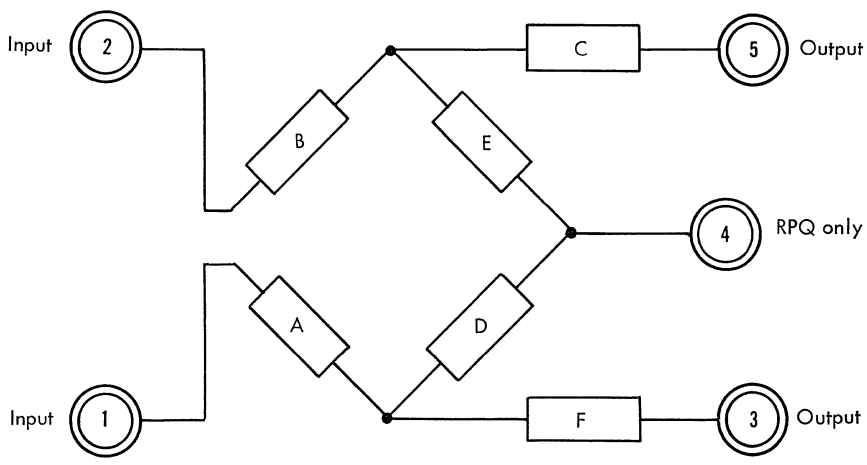 Input 2
B
C
5 Output
E
4 RPQ only
A
D
Input 1
F
3 Output